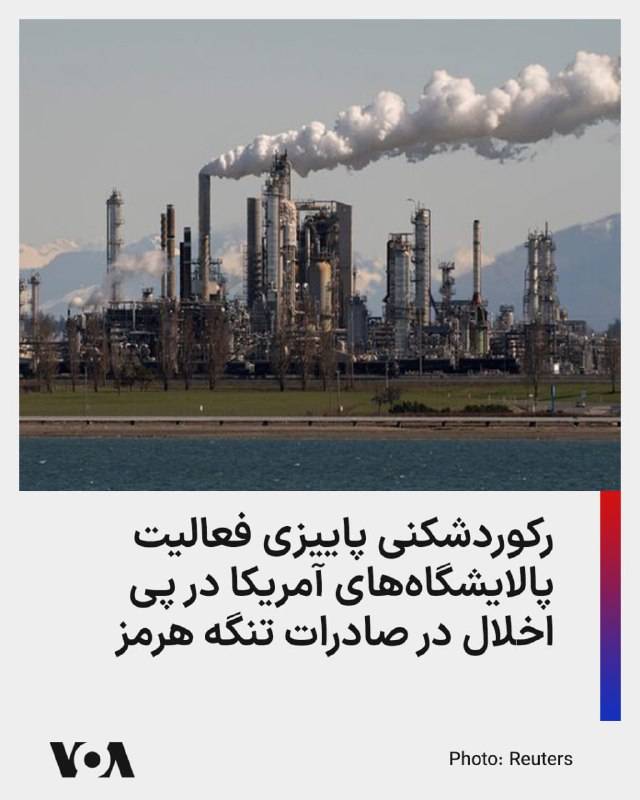 رکوردشکنی پاییزی فعالیت
پالایشگاه‌های آمریکا در پی
اخلال در صادرات تنگه هرمز
VOA
Photo: Reuters